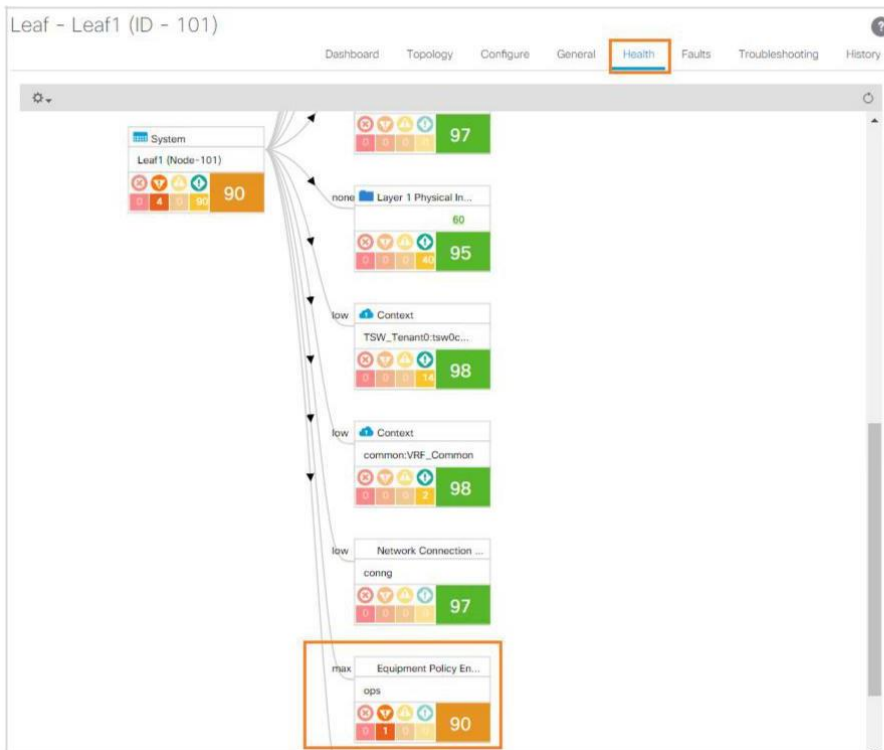 Leaf - Leaf1 (ID - 101)
?
Dashboard Topology Configure General Health Faults Troubleshooting History
0 0 0 0 97
System
Leaf1 (Node-101)
0 4 0 90 90
none Layer 1 Physical In...
60
0 0 0 40 95
low Context
TSW_Tenant0:tsw0c...
0 0 0 14 98
low Context
common:VRF_Common
0 0 0 2 98
low Network Connection ...
conng
0 0 0 0 97
max Equipment Policy En...
ops
0 1 0 0 90